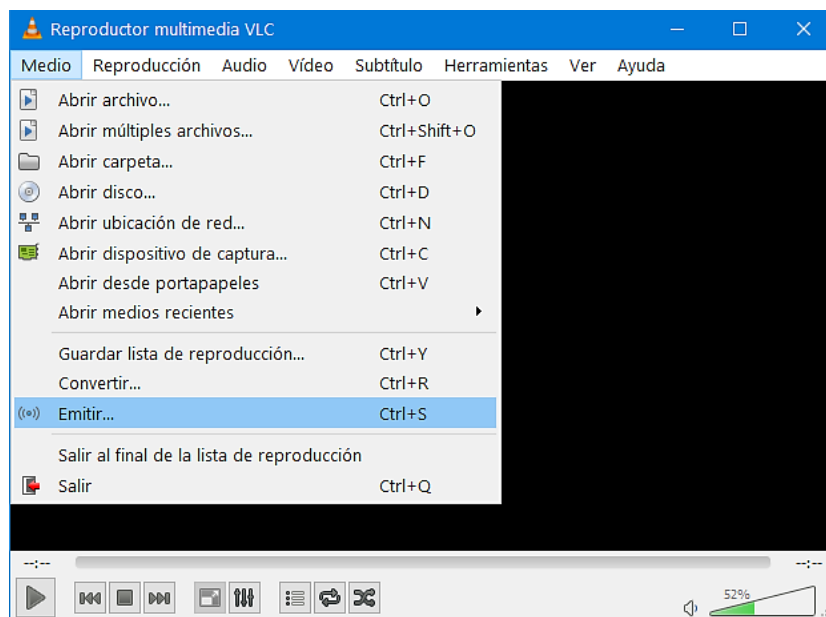 Reproductor multimedia VLC
Medio Reproducción Audio Vídeo Subtítulo Herramientas Ver Ayuda
Abrir archivo... Ctrl+O
Abrir múltiples archivos... Ctrl+Shift+O
Abrir carpeta... Ctrl+F
Abrir disco... Ctrl+D
Abrir ubicación de red... Ctrl+N
Abrir dispositivo de captura... Ctrl+C
Abrir desde portapapeles Ctrl+V
Abrir medios recientes
Guardar lista de reproducción... Ctrl+Y
Convertir... Ctrl+R
Emitir... Ctrl+S
Salir al final de la lista de reproducción
Salir Ctrl+Q
--:-- --:--
52%